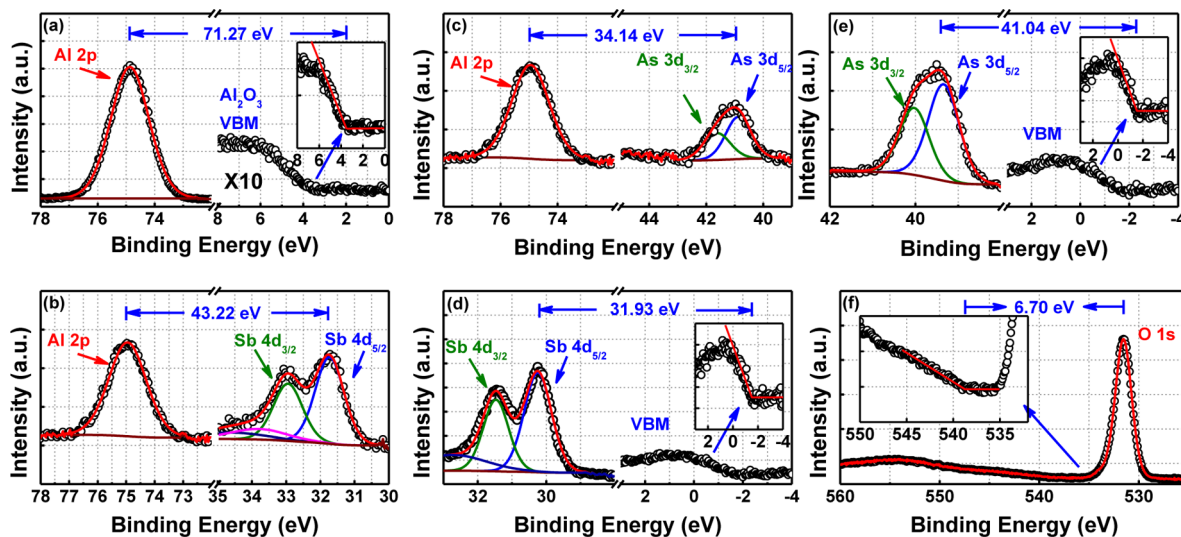 (a)
71.27 eV
Al 2p
Al₂O₃
VBM
X10
8 6 4 2 0
Intensity (a.u.)
78 76 74 8 6 4 2 0
Binding Energy (eV)
(c)
34.14 eV
Al 2p
As 3d₃/₂
As 3d₅/₂
Intensity (a.u.)
78 76 74 44 42 40
Binding Energy (eV)
(e)
41.04 eV
As 3d₃/₂
As 3d₅/₂
VBM
2 0 -2 -4
Intensity (a.u.)
42 40 2 0 -2 -4
Binding Energy (eV)
(b)
43.22 eV
Al 2p
Sb 4d₃/₂
Sb 4d₅/₂
Intensity (a.u.)
78 77 76 75 74 73 35 34 33 32 31 30
Binding Energy (eV)
(d)
31.93 eV
Sb 4d₃/₂
Sb 4d₅/₂
VBM
2 0 -2 -4
Intensity (a.u.)
33 30 2 0 -2 -4
Binding Energy (eV)
(f)
6.70 eV
O 1s
550 545 540 535
Intensity (a.u.)
560 550 540 530
Binding Energy (eV)